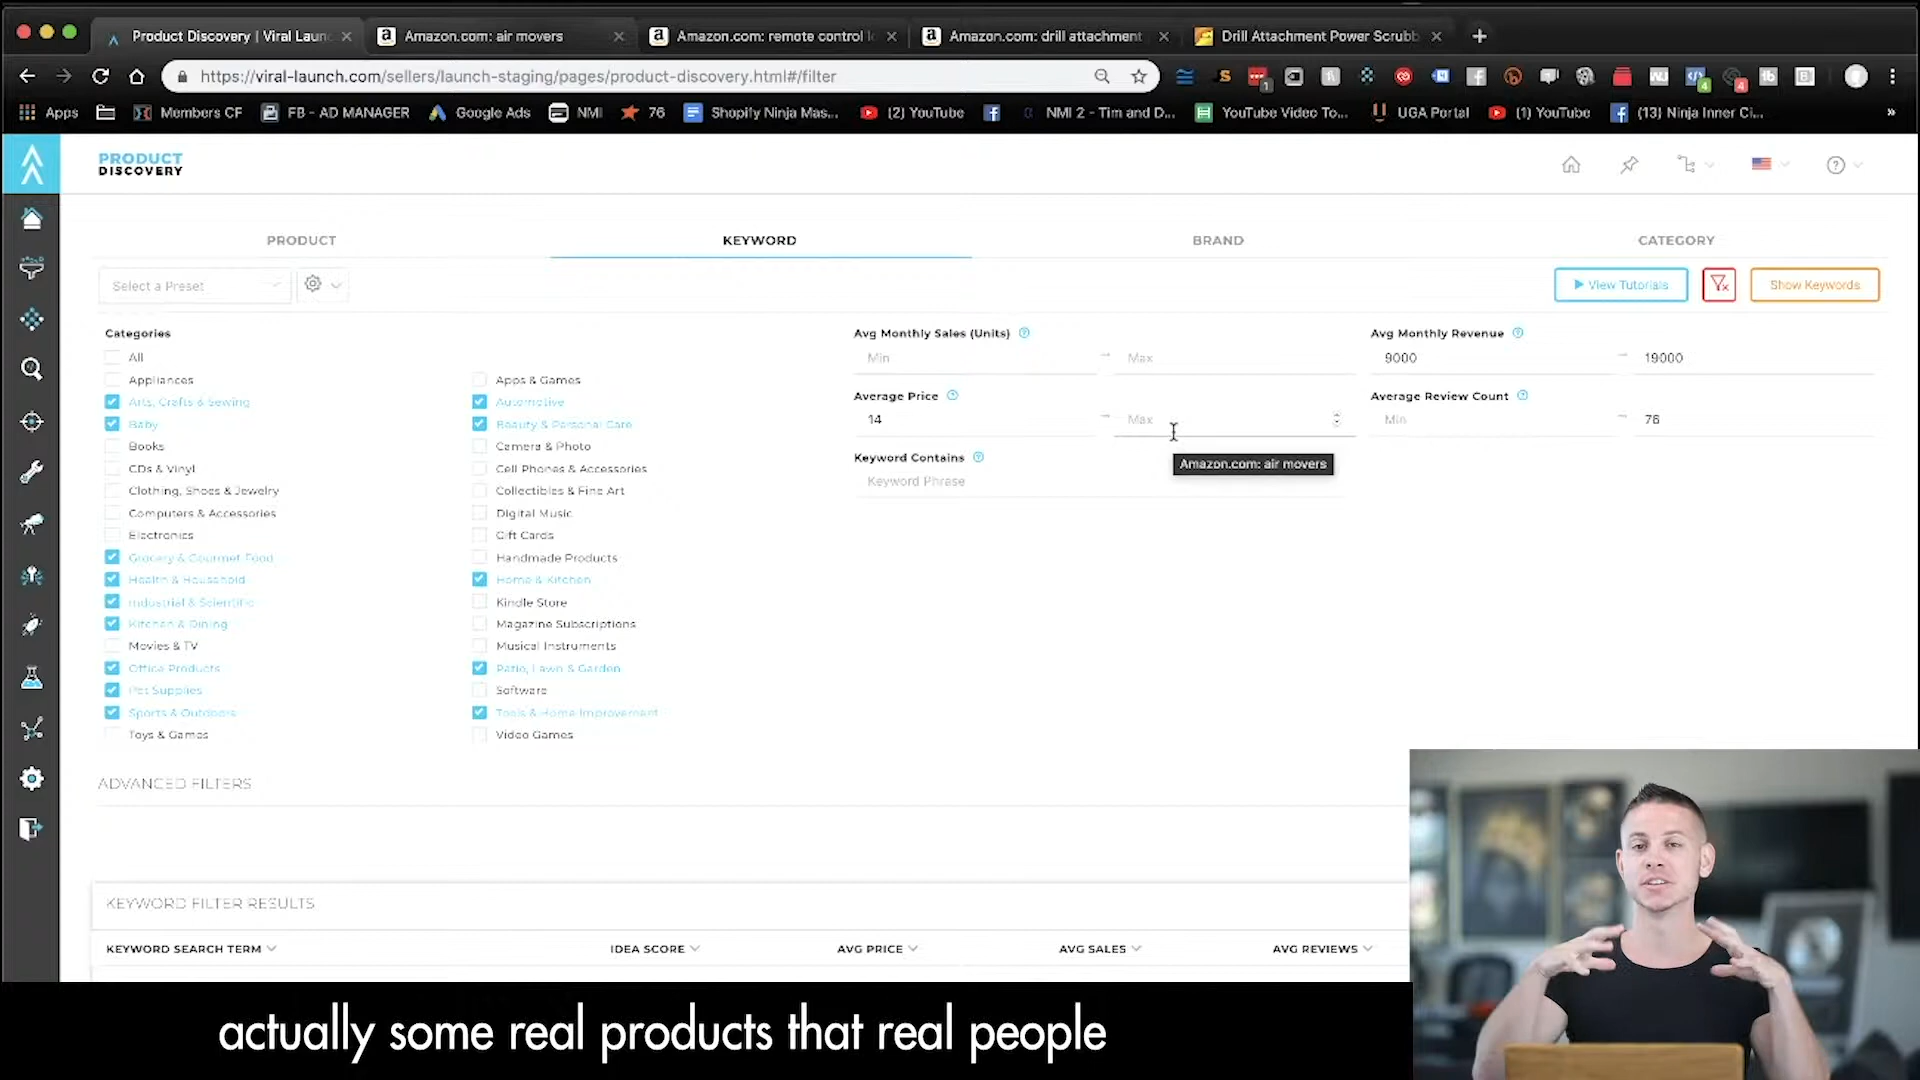 Product Discovery | Viral Laun
Amazon.com: air movers
Amazon.com: remote control
Amazon.com: drill attachment
Drill Attachment Power Scrubb
https://viral-launch.com/sellers/launch-staging/pages/product-discovery.html#/filter
Apps
Members CF
FB - AD MANAGER
Google Ads
NMI
76
Shopify Ninja Mas...
(2) YouTube
NMI 2 - Tim and D...
YouTube Video To...
UGA Portal
(1) YouTube
(13) Ninja Inner Ci...
PRODUCT
DISCOVERY
PRODUCT
KEYWORD
BRAND
CATEGORY
Select a Preset
View Tutorials
Show Keywords
Categories
All
Appliances
Arts, Crafts & Sewing
Baby
Books
CDs & Vinyl
Clothing, Shoes & Jewelry
Computers & Accessories
Electronics
Grocery & Gourmet Food
Health & Household
Industrial & Scientific
Kitchen & Dining
Movies & TV
Office Products
Pet Supplies
Sports & Outdoors
Toys & Games
Apps & Games
Automotive
Beauty & Personal Care
Camera & Photo
Cell Phones & Accessories
Collectibles & Fine Art
Digital Music
Gift Cards
Handmade Products
Home & Kitchen
Kindle Store
Magazine Subscriptions
Musical Instruments
Patio, Lawn & Garden
Software
Tools & Home Improvement
Video Games
Avg Monthly Sales (Units)
Min
Max
Avg Monthly Revenue
9000
19000
Average Price
14
Max
Average Review Count
Min
76
Keyword Contains
Keyword Phrase
Amazon.com: air movers
ADVANCED FILTERS
KEYWORD FILTER RESULTS
KEYWORD SEARCH TERM
IDEA SCORE
AVG PRICE
AVG SALES
AVG REVIEWS
actually some real products that real people